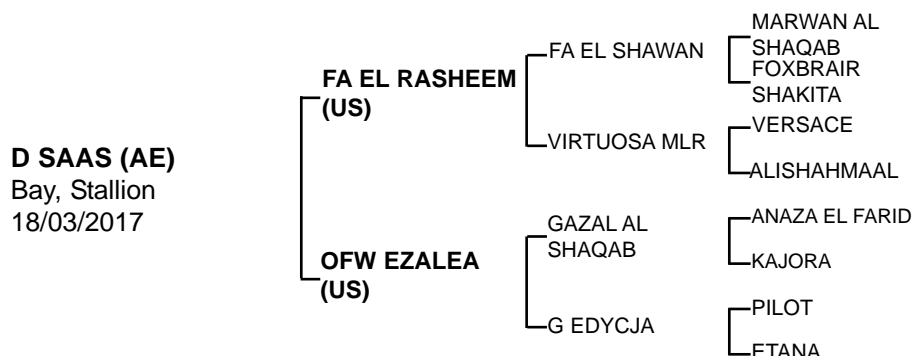 D SAAS (AE)
Bay, Stallion
18/03/2017
FA EL RASHEEM
(US)
OFW EZALEA
(US)
FA EL SHAWAN
VIRTUOSA MLR
GAZAL AL
SHAQAB
G EDYCJA
MARWAN AL
SHAQAB
FOXBRAIR
SHAKITA
VERSACE
ALISHAHMAAL
ANAZA EL FARID
KAJORA
PILOT
ETANA